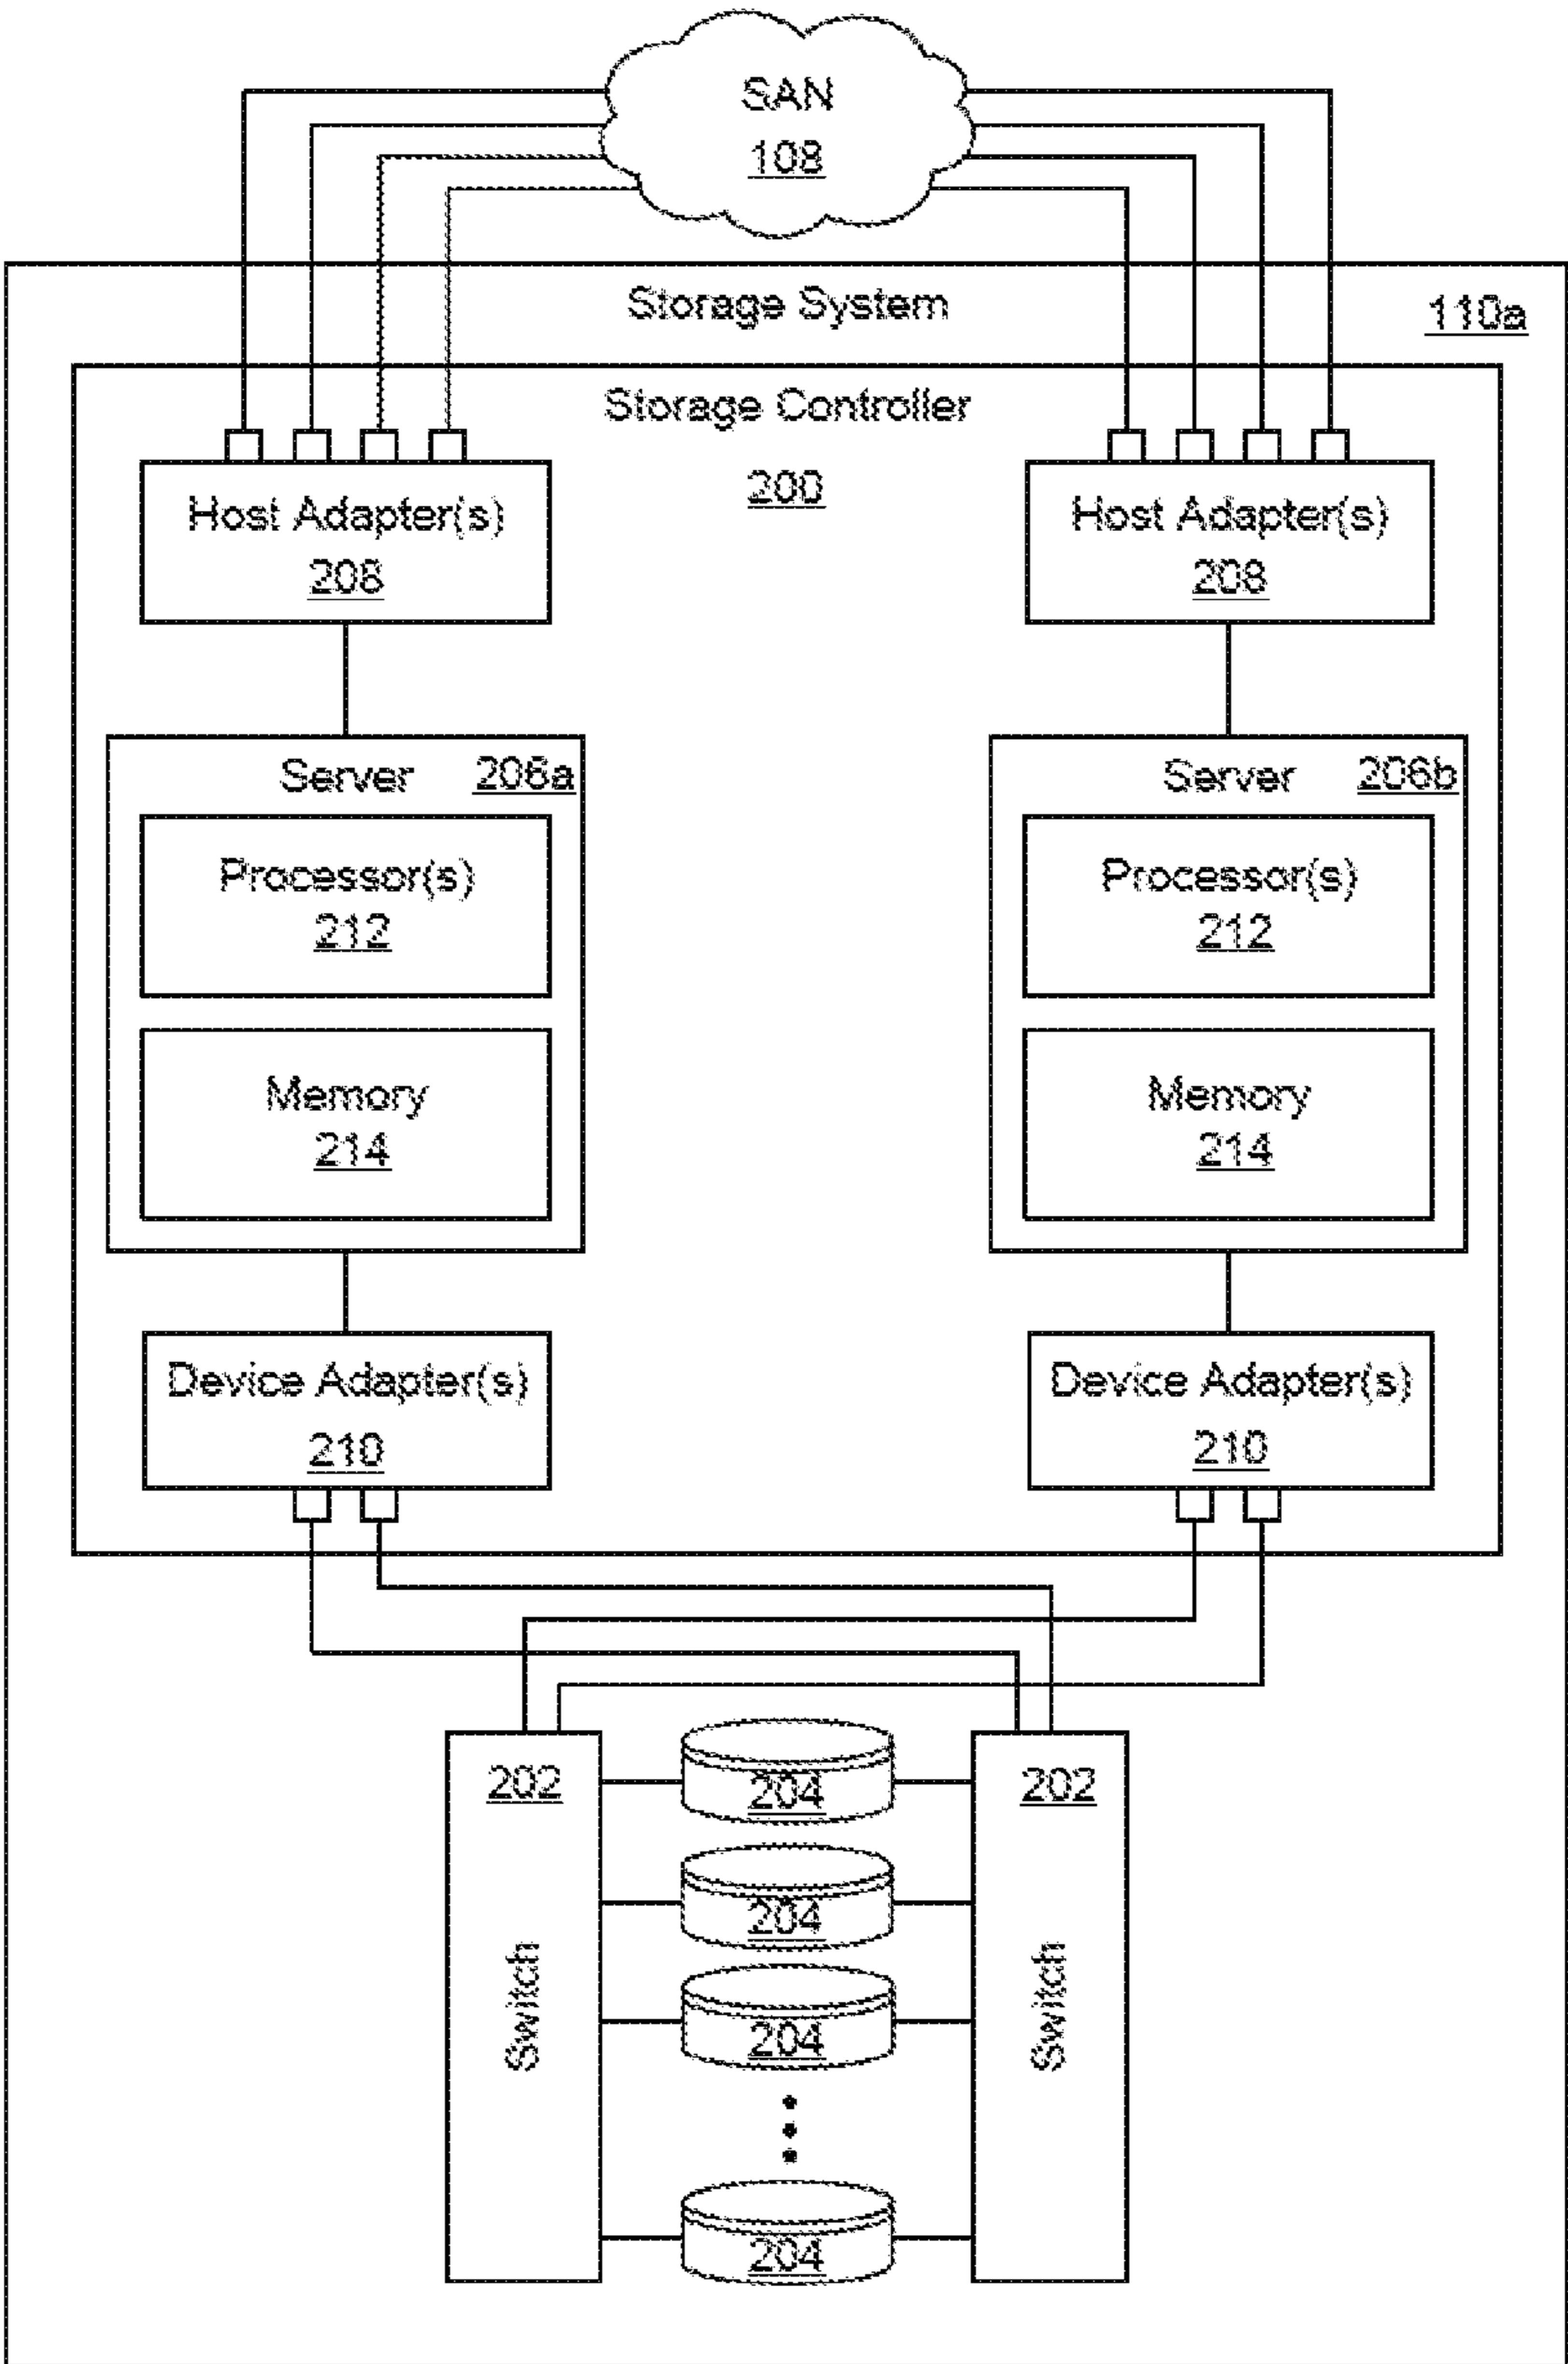 SAN
108
Storage System
110a
Storage Controller
200
Host Adapter(s)
208
Host Adapter(s)
208
Server 206a
Processor(s)
212
Memory
214
Server 206b
Processor(s)
212
Memory
214
Device Adapter(s)
210
Device Adapter(s)
210
202
Switch
204
204
204
204
202
Switch